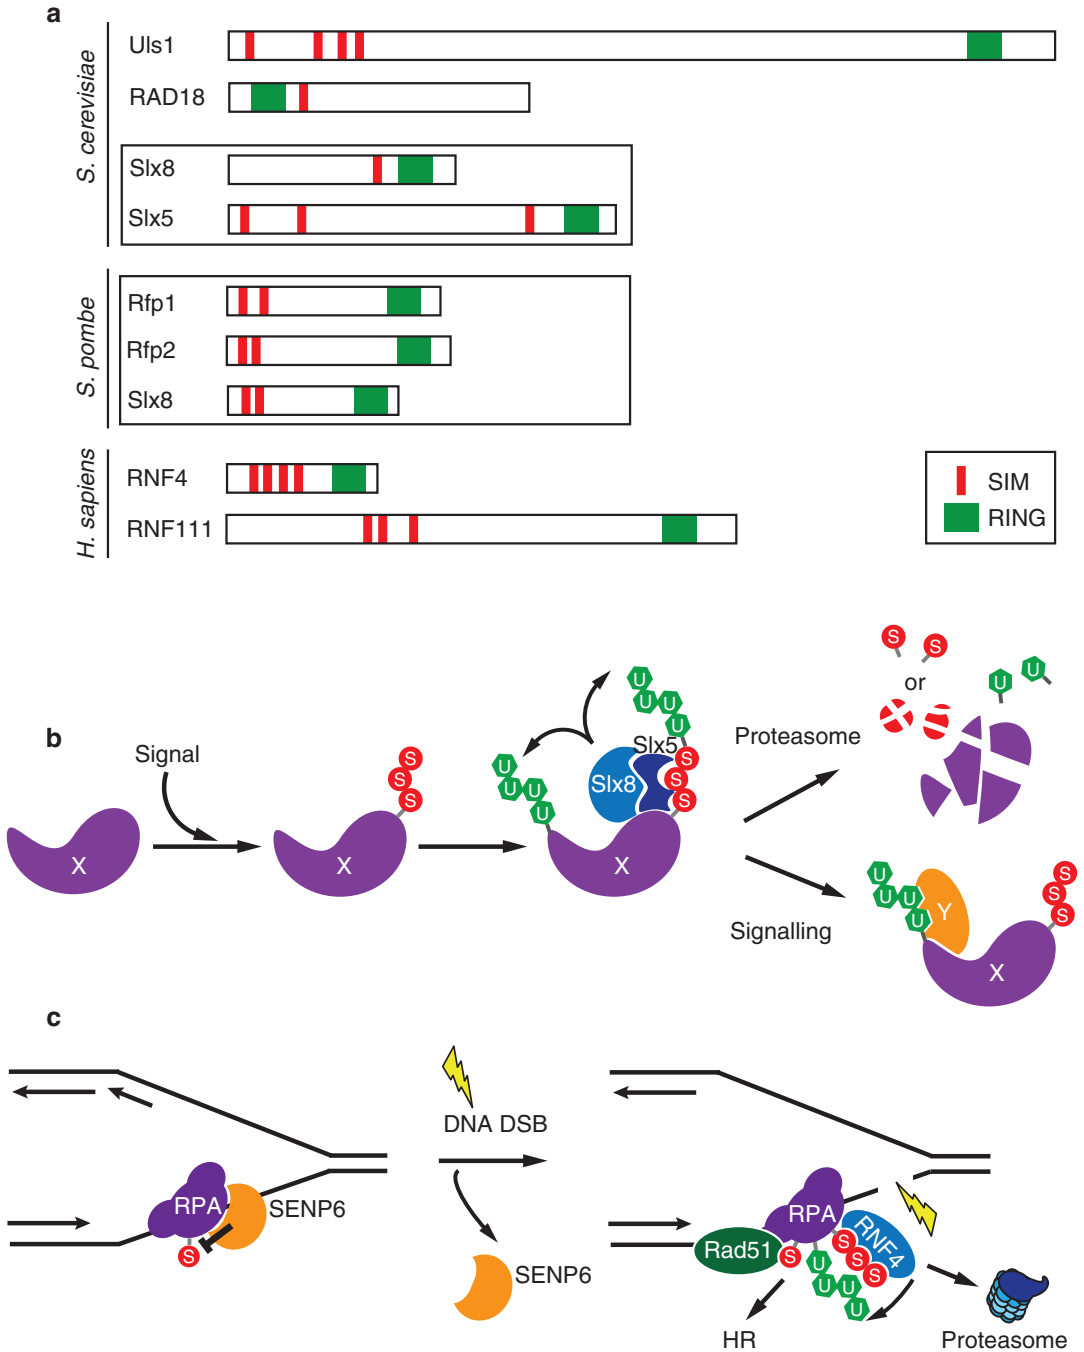 a
S. cerevisiae
Uls1
RAD18
Slx8
Slx5
S. pombe
Rfp1
Rfp2
Slx8
H. sapiens
RNF4
RNF111
SIM
RING
b
Signal
X
S
S
S
X
U
U
U
U
U
U
U
U
Slx5
Slx8
S
S
S
X
Proteasome
S
S
or
U
U
Signalling
U
U
U
U
Y
S
S
S
X
c
RPA
SENP6
S
DNA DSB
SENP6
RPA
RNF4
Rad51
S
S
S
S
U
U
U
U
HR
Proteasome